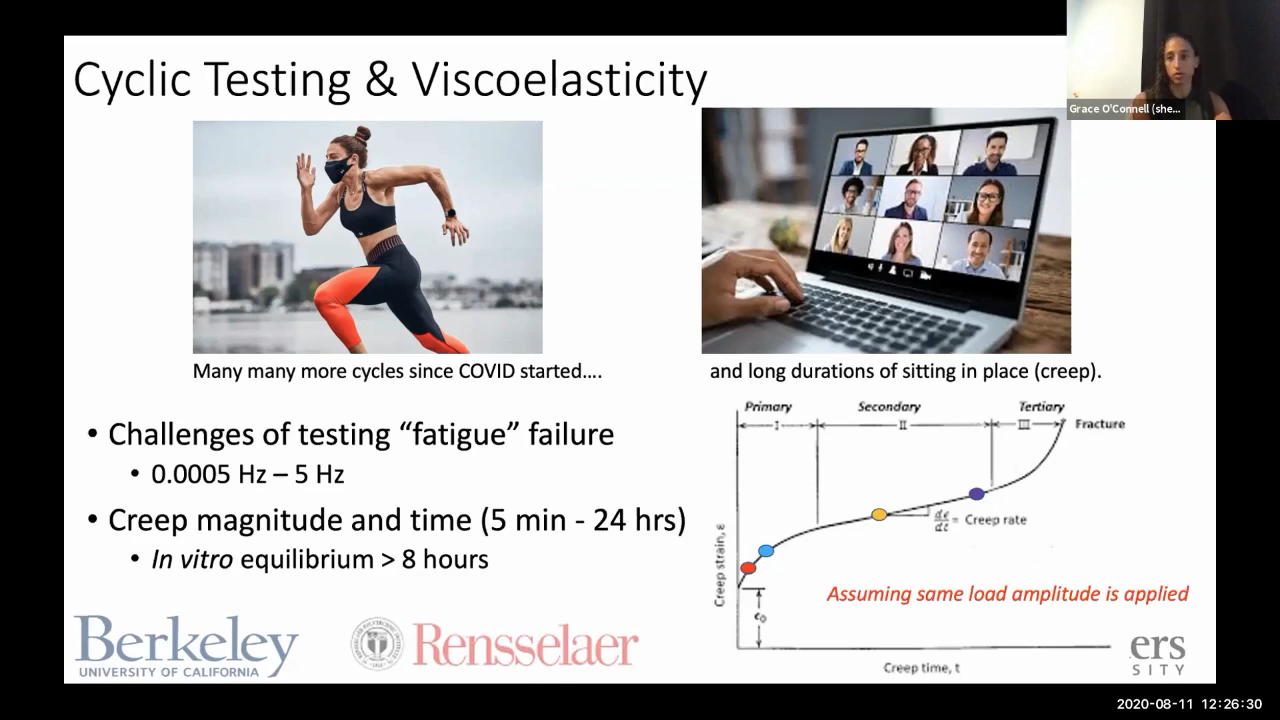 Cyclic Testing & Viscoelasticity
Grace O'Connell (she...
Many many more cycles since COVID started....
and long durations of sitting in place (creep).
• Challenges of testing “fatigue” failure
• 0.0005 Hz – 5 Hz
• Creep magnitude and time (5 min - 24 hrs)
• In vitro equilibrium > 8 hours
Primary
Secondary
Tertiary
I
II
III
Fracture
Creep strain, ε
dε/dt = Creep rate
Assuming same load amplitude is applied
ε₀
Creep time, t
Berkeley
UNIVERSITY OF CALIFORNIA
Rensselaer
ers
SITY
2020-08-11 12:26:30